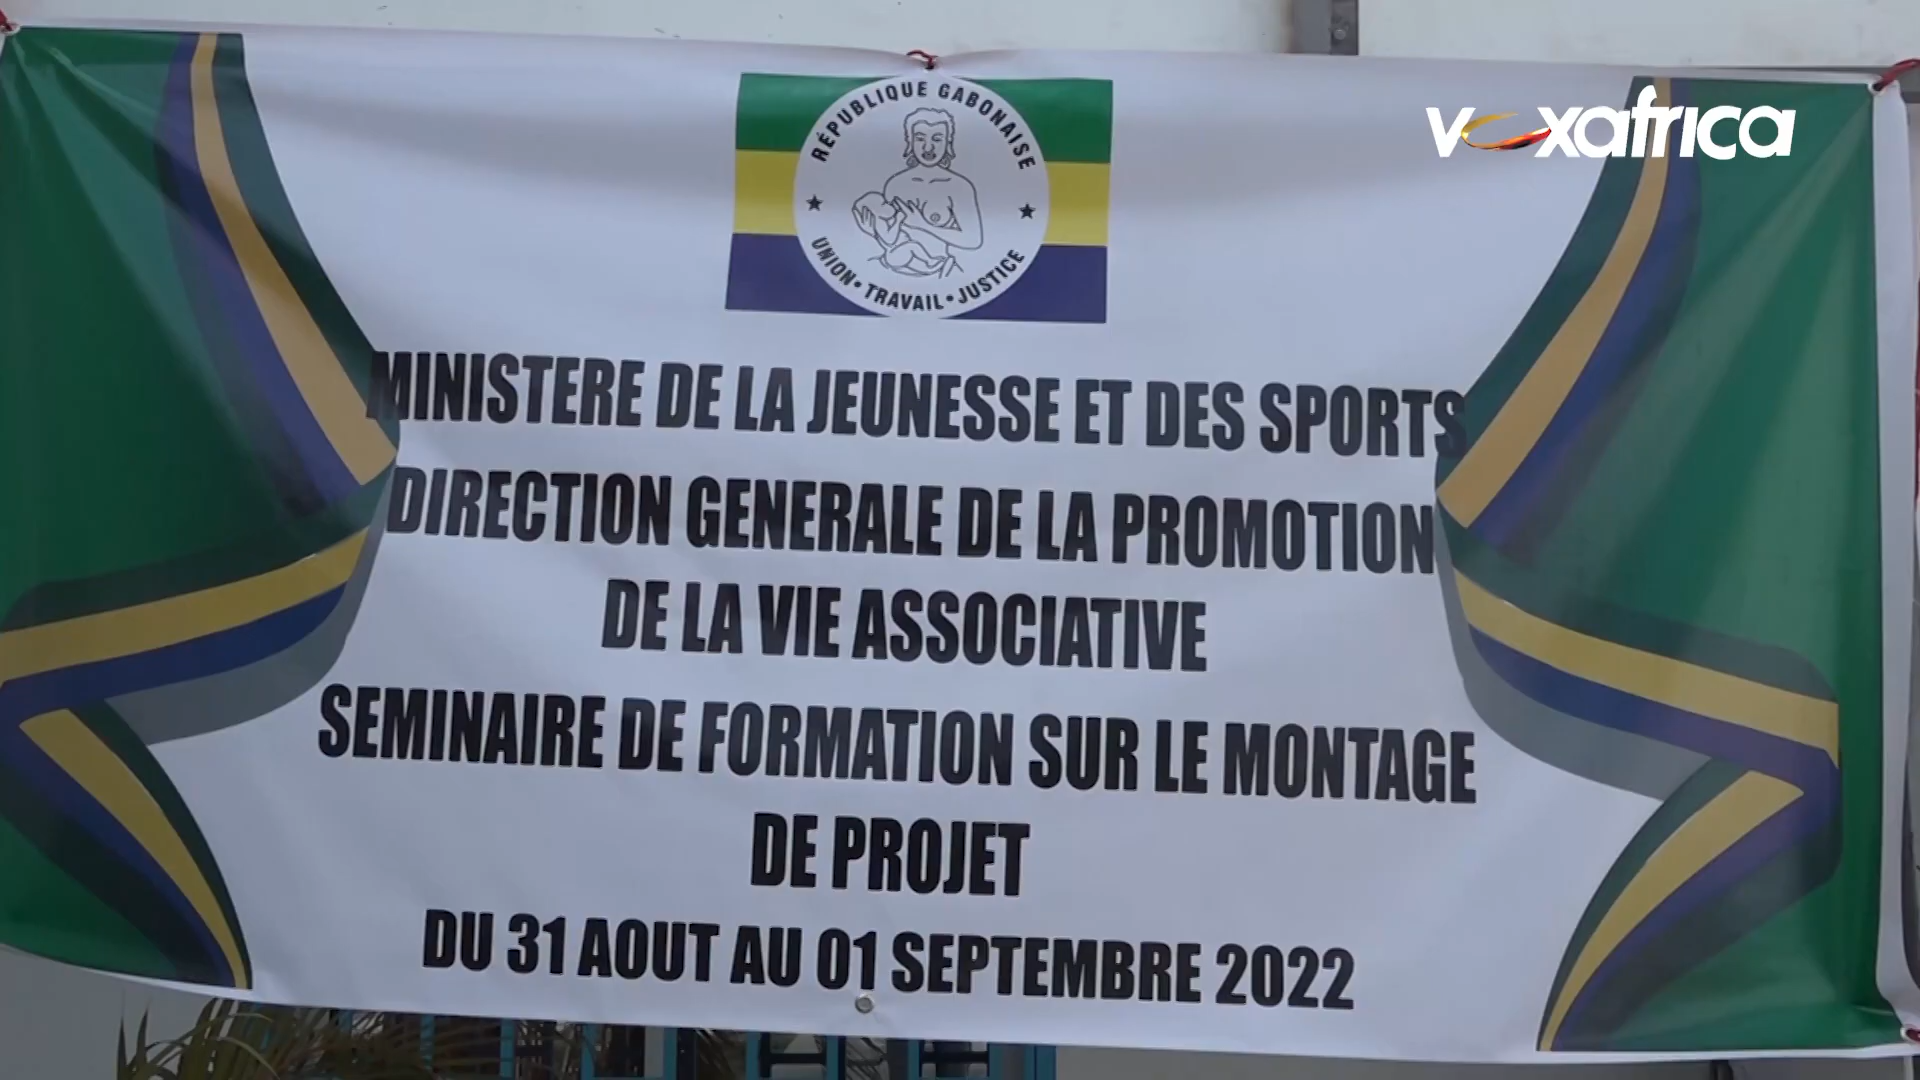 RÉPUBLIQUE GABONAISE
UNION • TRAVAIL • JUSTICE
voxafrica
MINISTERE DE LA JEUNESSE ET DES SPORTS
DIRECTION GENERALE DE LA PROMOTION
DE LA VIE ASSOCIATIVE
SEMINAIRE DE FORMATION SUR LE MONTAGE
DE PROJET
DU 31 AOUT AU 01 SEPTEMBRE 2022